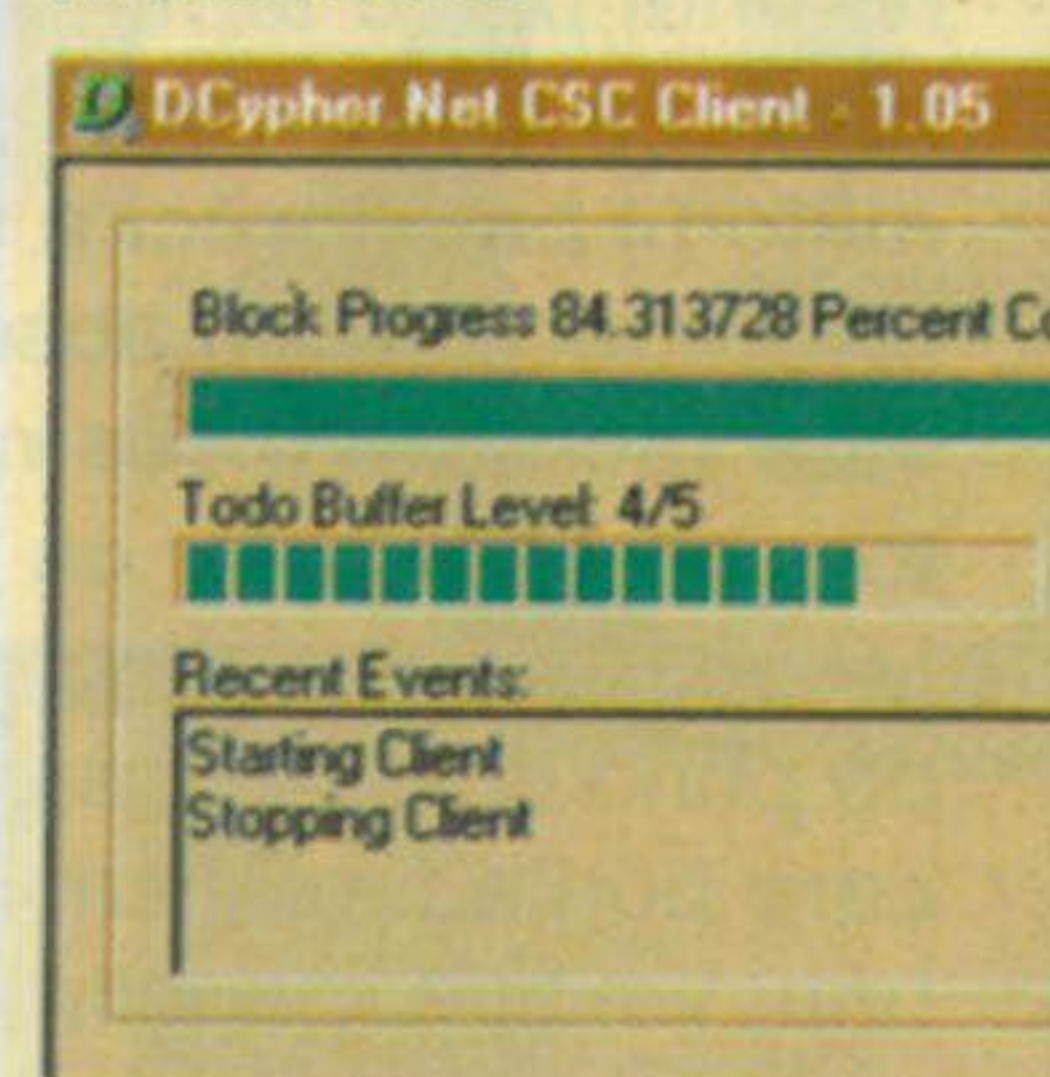 DCypher.Net CSC Client - 1.05
Block Progress 84.313728 Percent
Todo Buffer Level: 4/5
Recent Events:
Starting Client
Stopping Client